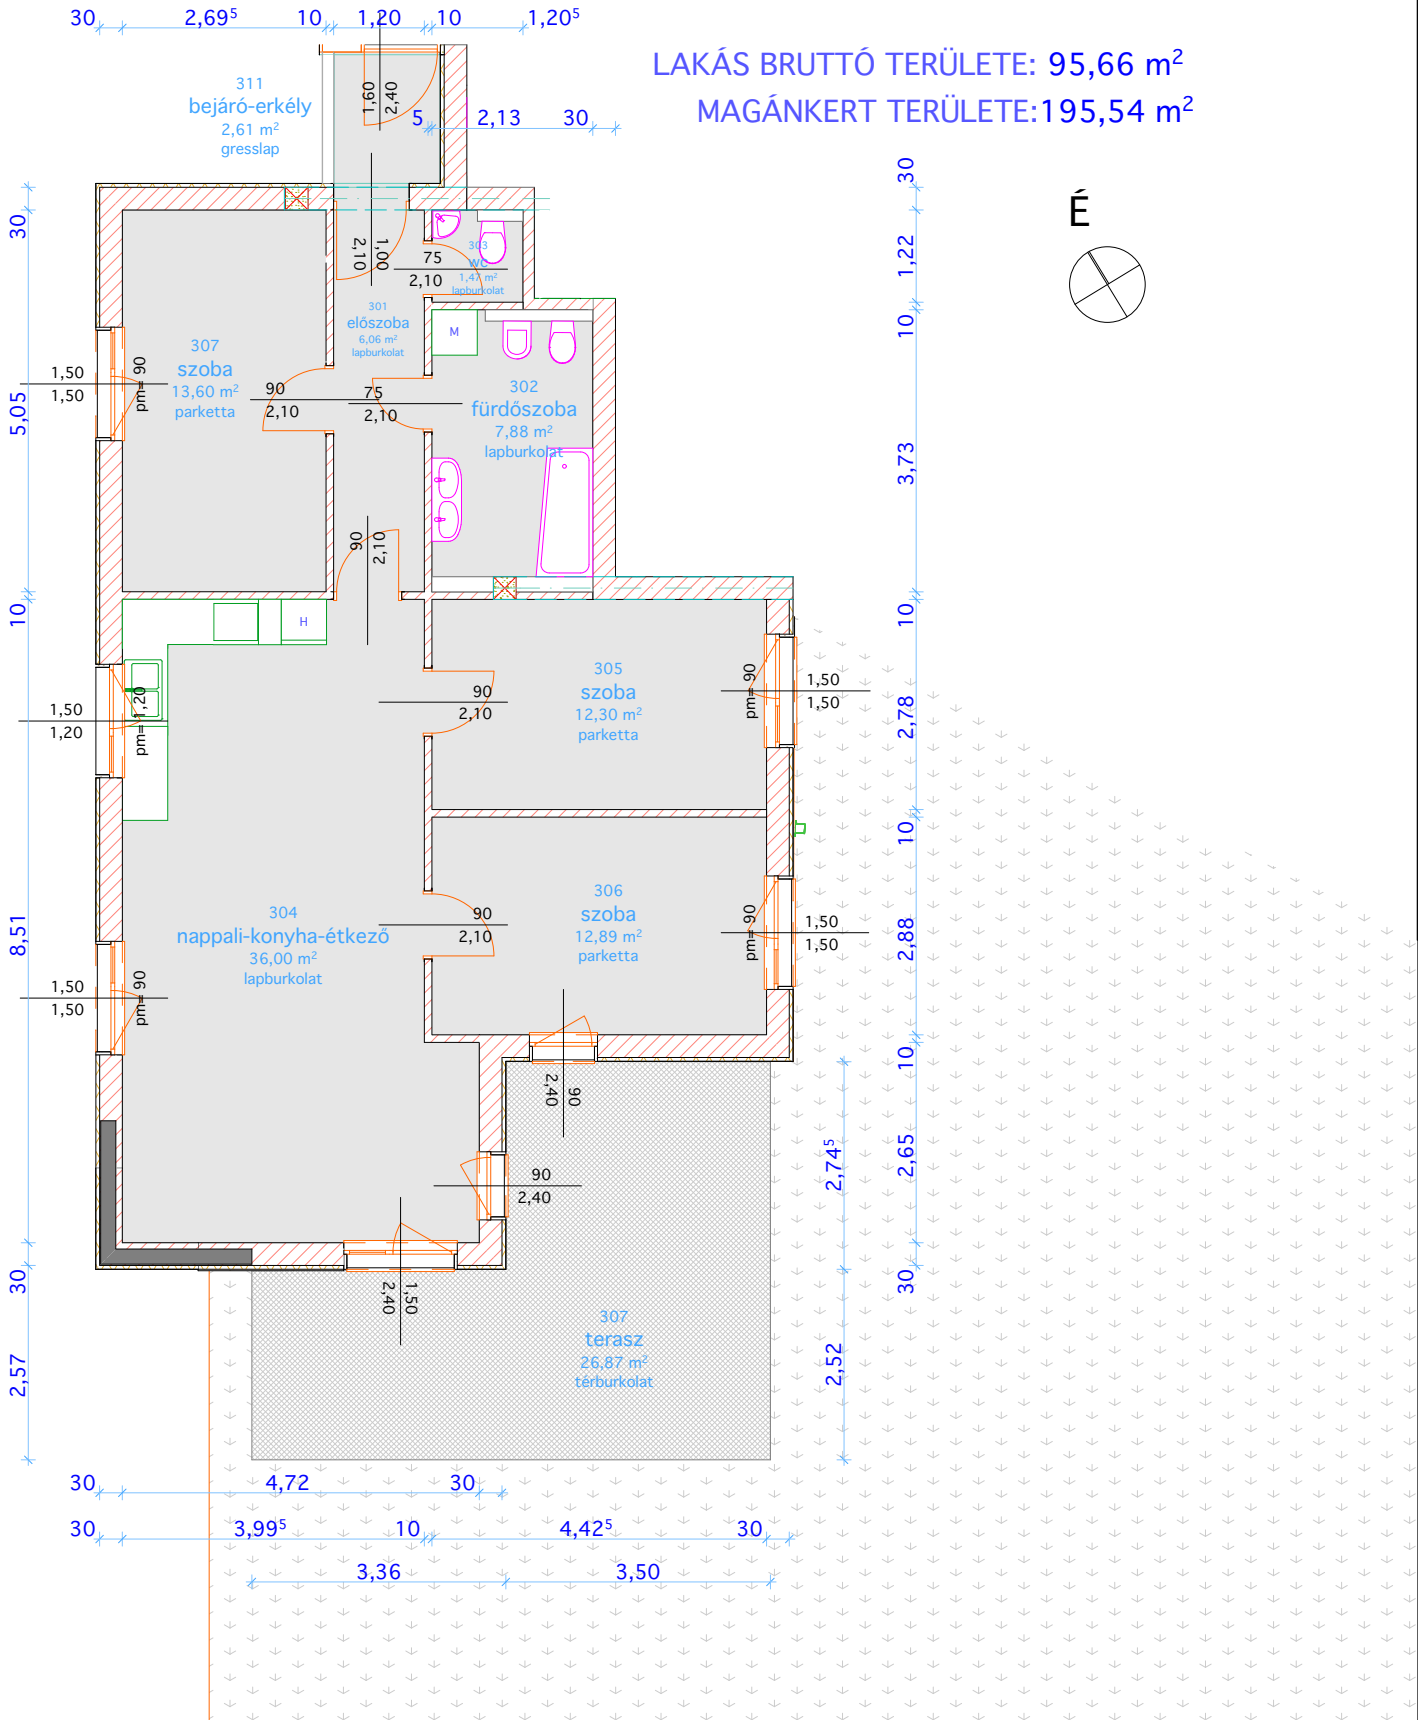 30 2,69⁵ 10 1,20 10 1,20⁵
LAKÁS BRUTTÓ TERÜLETE: 95,66 m²
MAGÁNKERT TERÜLETE:195,54 m²
311
bejáró-erkély
2,61 m²
gresslap
1,60
2,40
5 2,13 30
É
30
1,22
10
3,73
10
2,78
10
2,88
10
2,65
30
30
5,05
10
8,51
30
2,57
2,10
1,00
75
2,10
303
WC
1,47 m²
lapburkolat
301
előszoba
6,06 m²
lapburkolat
M
307
szoba
13,60 m²
parketta
1,50
1,50
pm= 90
90
2,10
75
2,10
302
fürdőszoba
7,88 m²
lapburkolat
90
2,10
H
1,50
1,20
pm=1,20
305
szoba
12,30 m²
parketta
90
2,10
pm= 90
1,50
1,50
306
szoba
12,89 m²
parketta
90
2,10
pm= 90
1,50
1,50
304
nappali-konyha-étkező
36,00 m²
lapburkolat
1,50
1,50
pm= 90
90
2,40
90
2,40
1,50
2,40
2,74⁵
2,52
307
terasz
26,87 m²
térburkolat
30 4,72 30
30 3,99⁵ 10 4,42⁵ 30
3,36 3,50